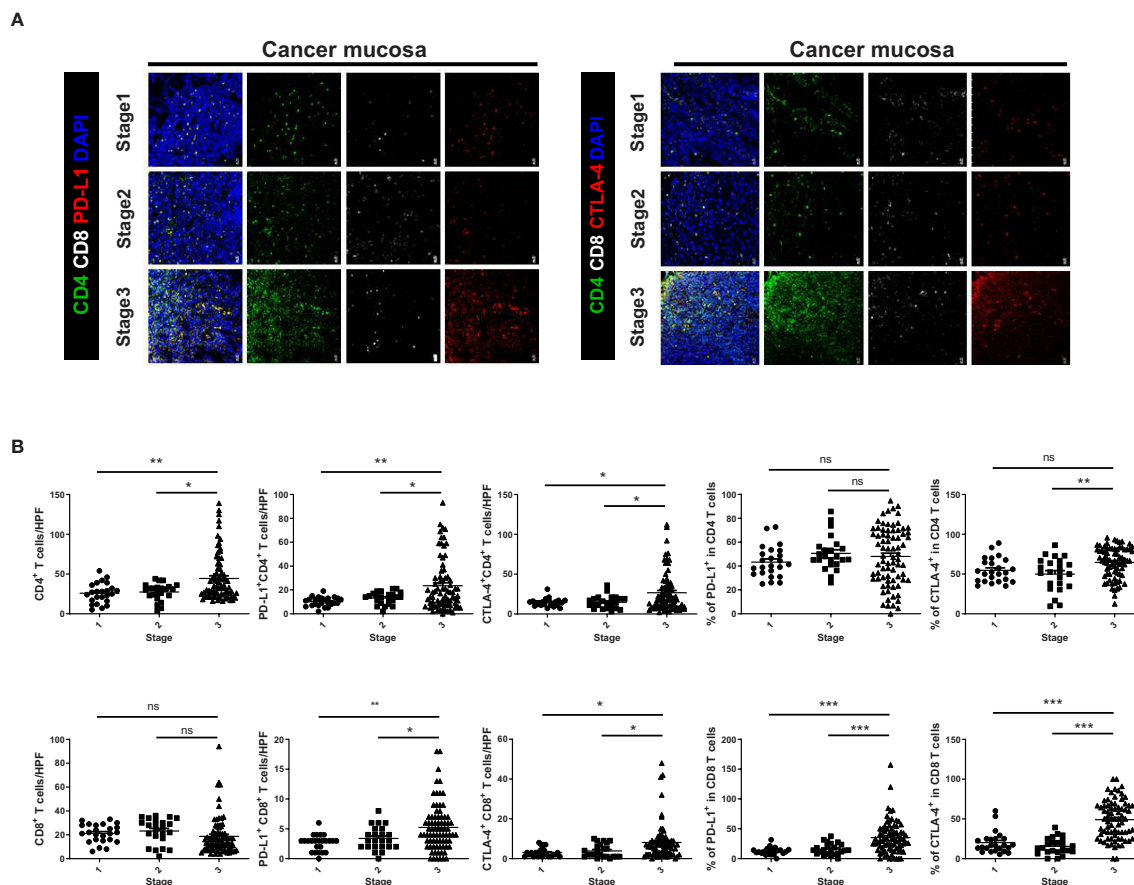 A
Cancer mucosa
Cancer mucosa
CD4 CD8 PD-L1 DAPI
Stage1
Stage2
Stage3
CD4 CD8 CTLA-4 DAPI
Stage1
Stage2
Stage3
B
**
*
CD4+ T cells/HPF
150
100
50
0
1
2
3
Stage
**
*
PD-L1+CD4+ T cells/HPF
100
80
60
40
20
0
1
2
3
Stage
*
*
CTLA-4+CD4+ T cells/HPF
150
100
50
0
1
2
3
Stage
ns
ns
% of PD-L1+ in CD4 T cells
100
80
60
40
20
0
1
2
3
Stage
ns
**
% of CTLA-4+ in CD4 T cells
150
100
50
0
1
2
3
Stage
ns
ns
CD8+ T cells/HPF
100
80
60
40
20
0
1
2
3
Stage
**
*
PD-L1+ CD8+ T cells/HPF
20
15
10
5
0
1
2
3
Stage
*
*
CTLA-4+ CD8+ T cells/HPF
60
40
20
0
1
2
3
Stage
***
***
% of PD-L1+ in CD8 T cells
200
150
100
50
0
1
2
3
Stage
***
***
% of CTLA-4+ in CD8 T cells
150
100
50
0
1
2
3
Stage